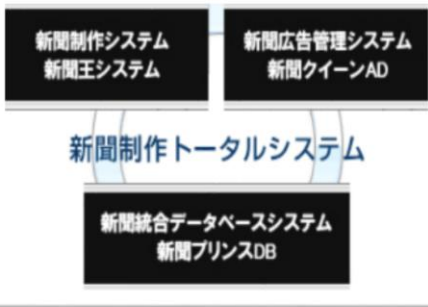 新聞制作システム
新聞王システム
新聞広告管理システム
新聞クイーンAD
新聞制作トータルシステム
新聞統合データベースシステム
新聞プリンスDB